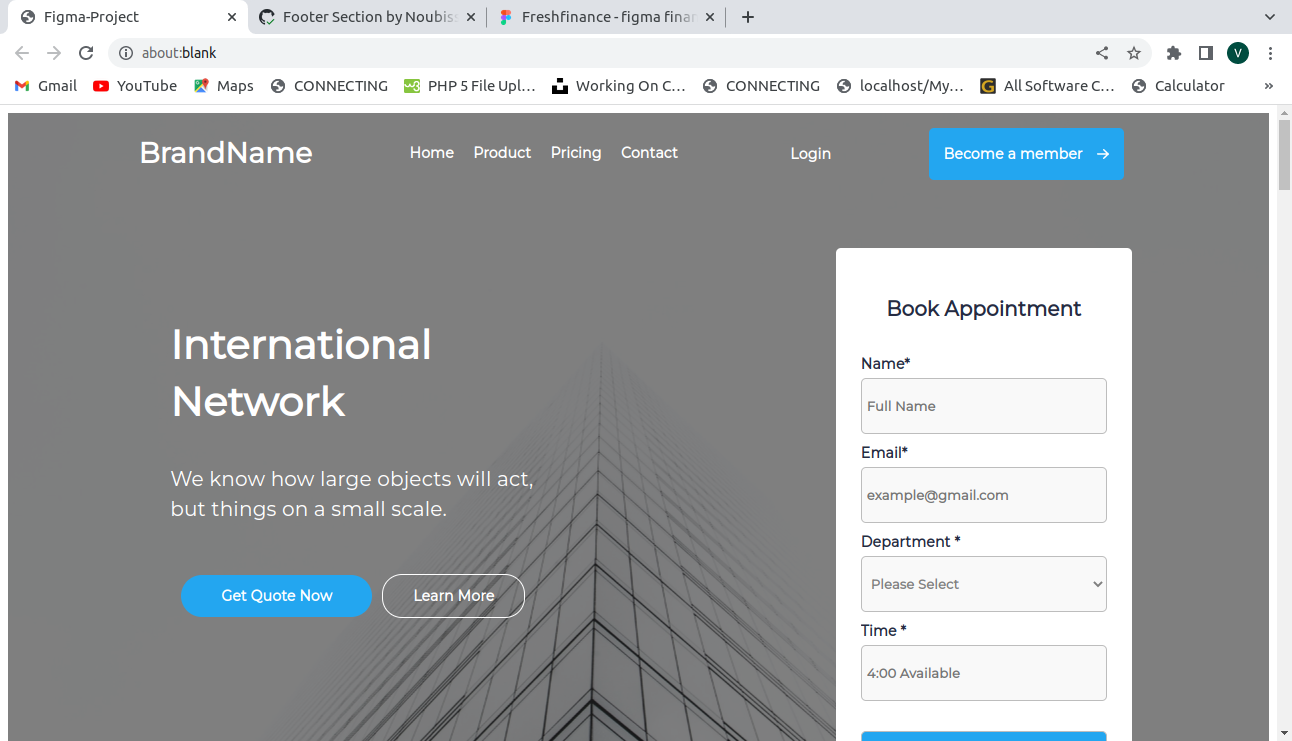 Figma-Project
Footer Section by Noubiss
Freshfinance - figma finan
about:blank
V
Gmail
YouTube
Maps
CONNECTING
PHP 5 File Upl...
Working On C...
CONNECTING
localhost/My...
All Software C...
Calculator
»
BrandName
Home
Product
Pricing
Contact
Login
Become a member →
International
Network
We know how large objects will act,
but things on a small scale.
Get Quote Now
Learn More
Book Appointment
Name*
Full Name
Email*
example@gmail.com
Department *
Please Select
Time *
4:00 Available